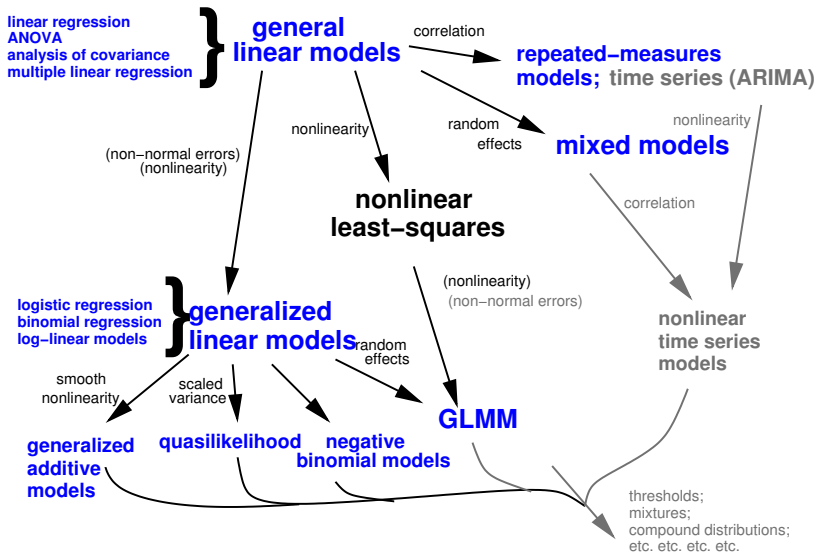 linear regression
ANOVA
analysis of covariance
multiple linear regression
general
linear models
correlation
repeated−measures
models; time series (ARIMA)
nonlinearity
random
effects
nonlinearity
mixed models
(non−normal errors)
(nonlinearity)
nonlinear
least−squares
correlation
(nonlinearity)
(non−normal errors)
logistic regression
binomial regression
log−linear models
generalized
linear models
random
effects
nonlinear
time series
models
smooth
nonlinearity
scaled
variance
GLMM
generalized
additive
models
quasilikelihood
negative
binomial models
thresholds;
mixtures;
compound distributions;
etc. etc. etc. etc.